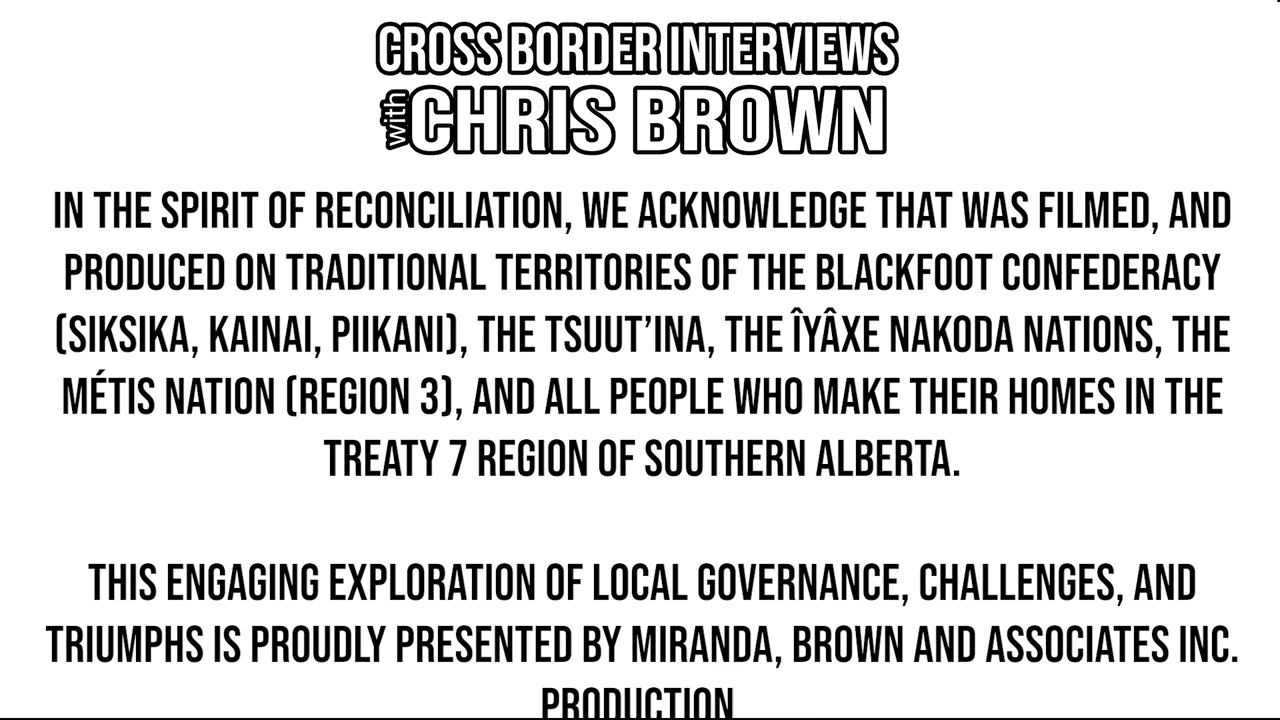 CROSS BORDER INTERVIEWS
with CHRIS BROWN
IN THE SPIRIT OF RECONCILIATION, WE ACKNOWLEDGE THAT WAS FILMED, AND
PRODUCED ON TRADITIONAL TERRITORIES OF THE BLACKFOOT CONFEDERACY
(SIKSIKA, KAINAI, PIIKANI), THE TSUUT’INA, THE ÎYÂXE NAKODA NATIONS, THE
MÉTIS NATION (REGION 3), AND ALL PEOPLE WHO MAKE THEIR HOMES IN THE
TREATY 7 REGION OF SOUTHERN ALBERTA.
THIS ENGAGING EXPLORATION OF LOCAL GOVERNANCE, CHALLENGES, AND
TRIUMPHS IS PROUDLY PRESENTED BY MIRANDA, BROWN AND ASSOCIATES INC.
PRODUCTION